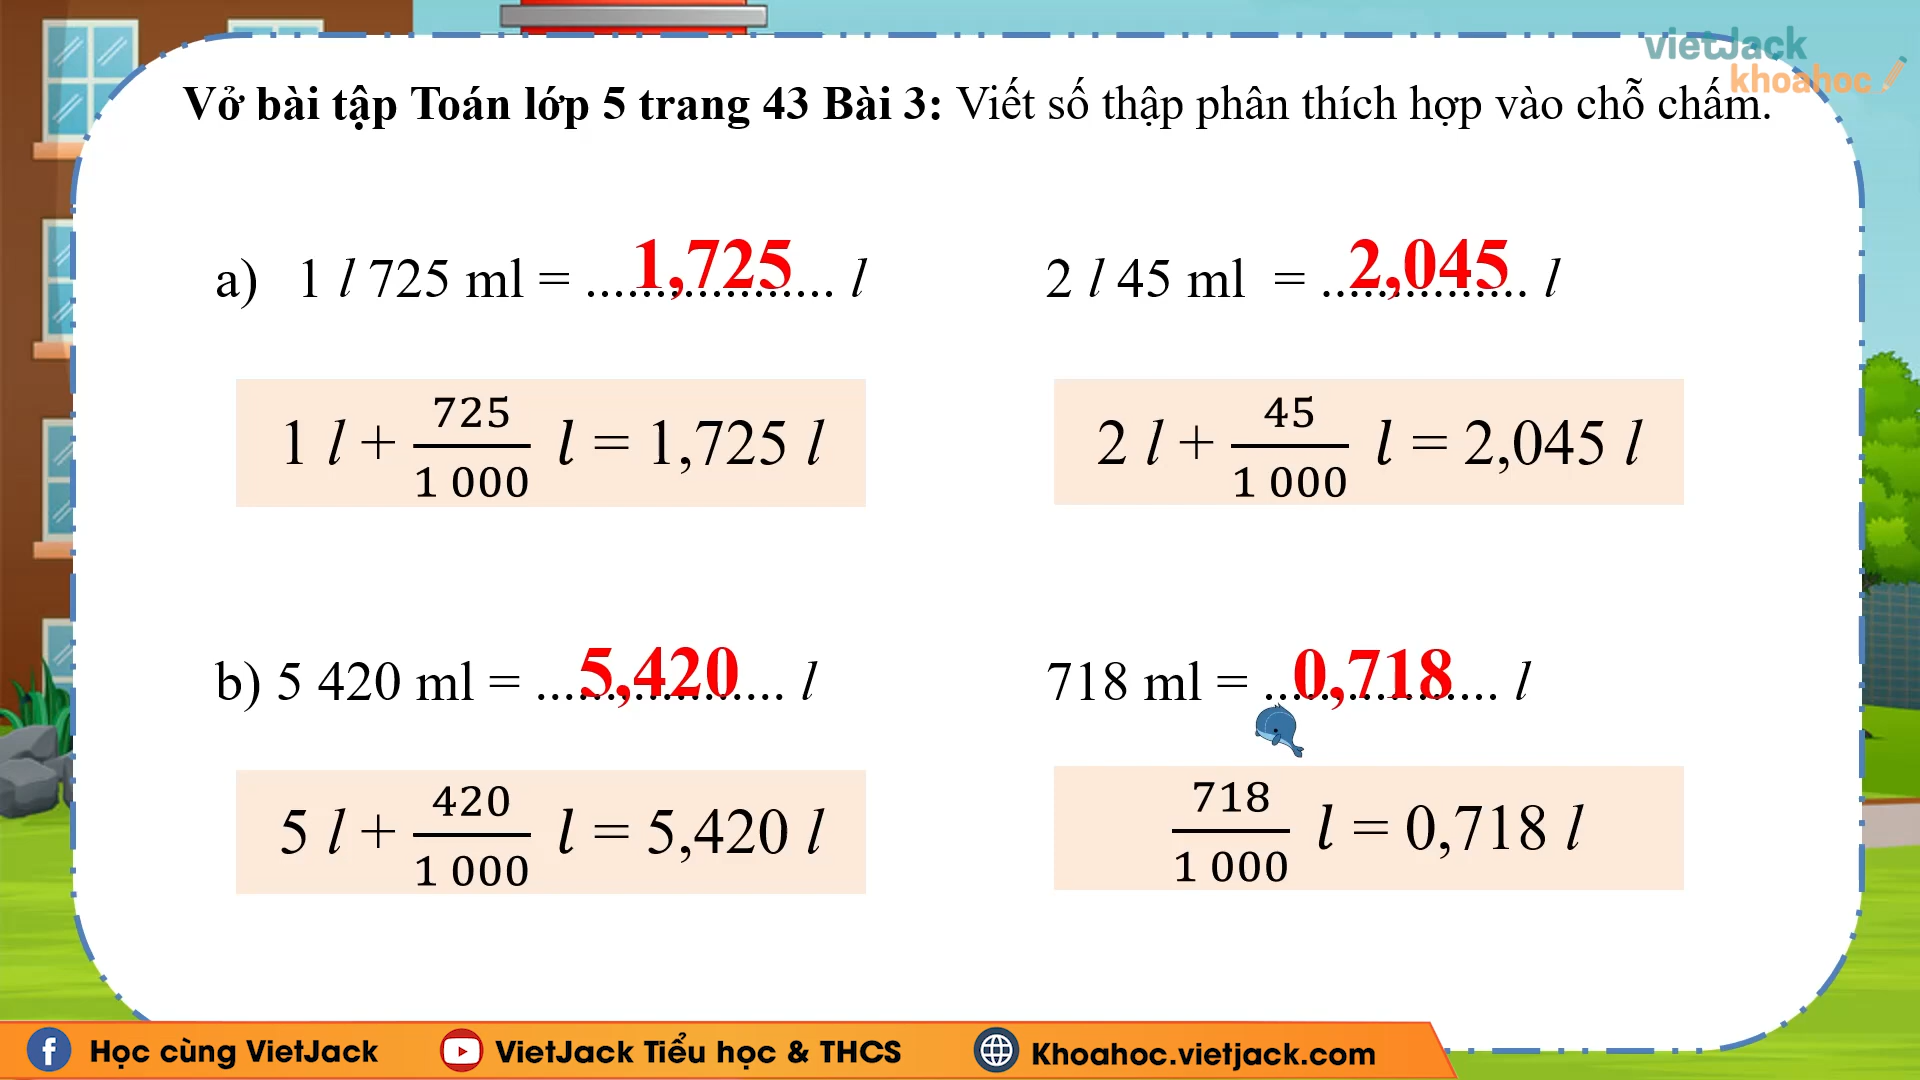 vietJack
khoahoc
Vở bài tập Toán lớp 5 trang 43 Bài 3: Viết số thập phân thích hợp vào chỗ chấm.
a) 1 l 725 ml = ....1,725.... l
2 l 45 ml = ....2,045.... l
1 l + 725/1 000 l = 1,725 l
2 l + 45/1 000 l = 2,045 l
b) 5 420 ml = ....5,420.... l
718 ml = ....0,718.... l
5 l + 420/1 000 l = 5,420 l
718/1 000 l = 0,718 l
Học cùng VietJack
VietJack Tiểu học & THCS
Khoahoc.vietjack.com